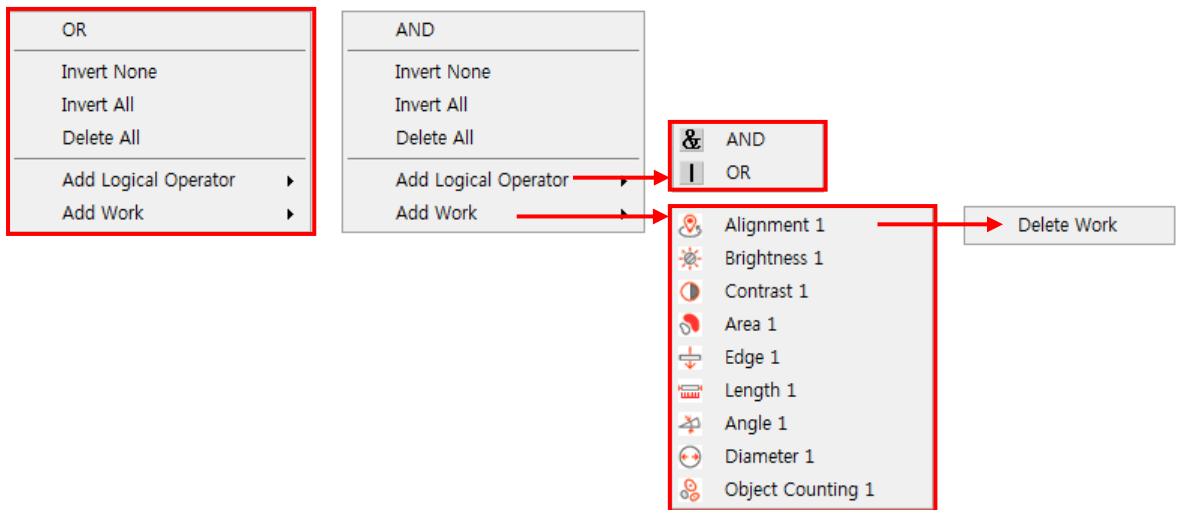 OR
Invert None
Invert All
Delete All
Add Logical Operator
Add Work
AND
Invert None
Invert All
Delete All
Add Logical Operator
Add Work
& AND
| OR
Alignment 1
Brightness 1
Contrast 1
Area 1
Edge 1
Length 1
Angle 1
Diameter 1
Object Counting 1
Delete Work